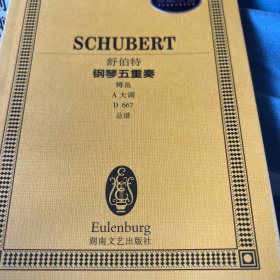 SCHUBERT
舒伯特
钢琴五重奏
鳟鱼
A 大调
D 667
总谱
Eulenburg
湖南文艺出版社